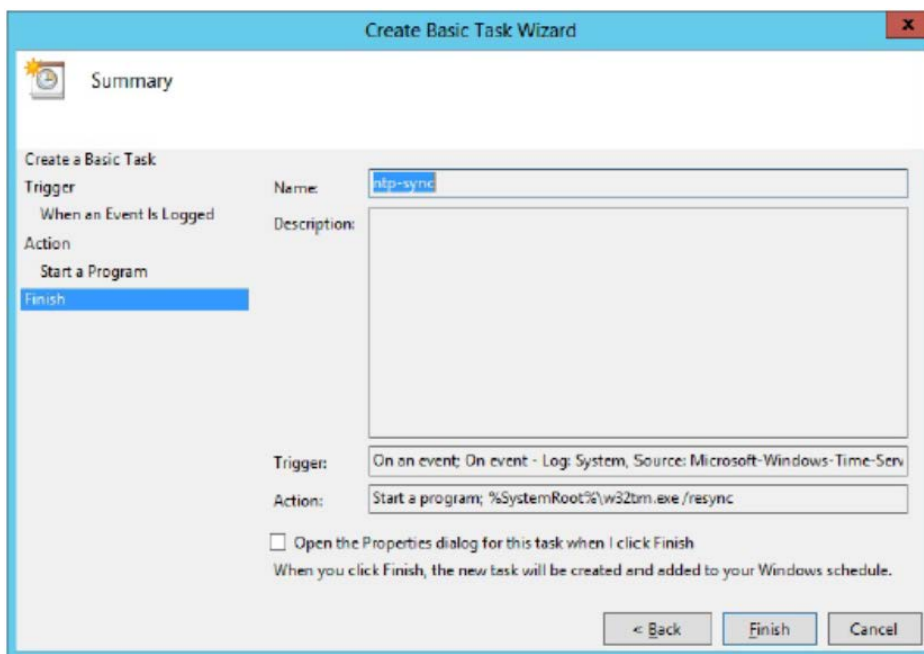 Create Basic Task Wizard
x
Summary
Create a Basic Task
Trigger
When an Event Is Logged
Action
Start a Program
Finish
Name: ntp-sync
Description:
Trigger: On an event; On event - Log: System, Source: Microsoft-Windows-Time-Serv
Action: Start a program; %SystemRoot%\w32tm.exe /resync
Open the Properties dialog for this task when I click Finish
When you click Finish, the new task will be created and added to your Windows schedule.
< Back Finish Cancel